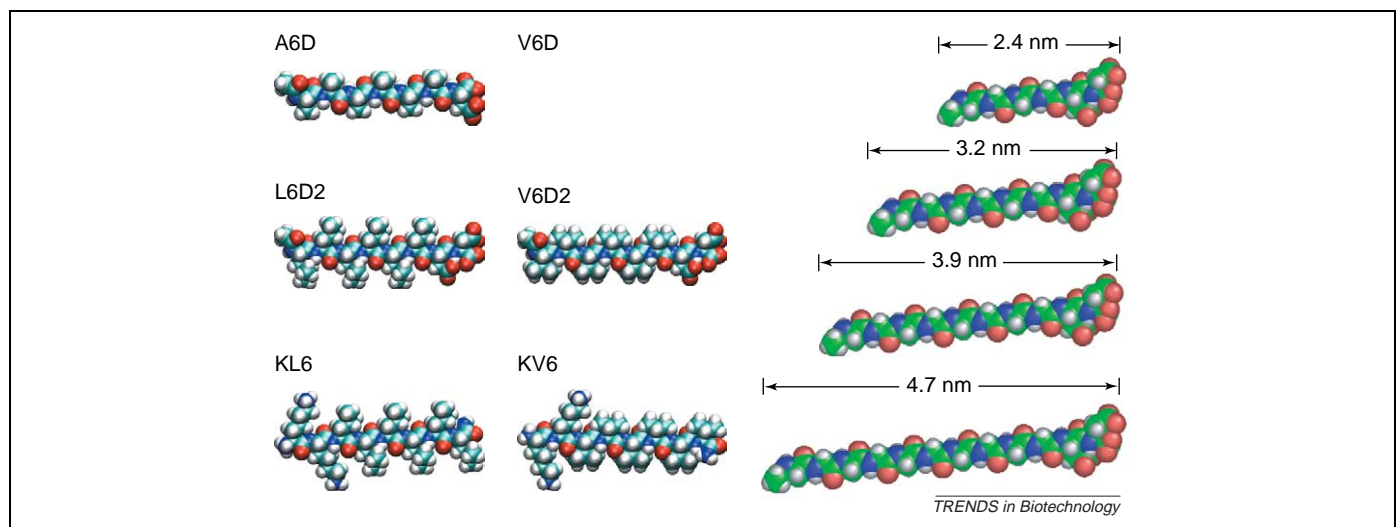 A6D
V6D
2.4 nm
3.2 nm
L6D2
V6D2
3.9 nm
KL6
KV6
4.7 nm
TRENDS in Biotechnology